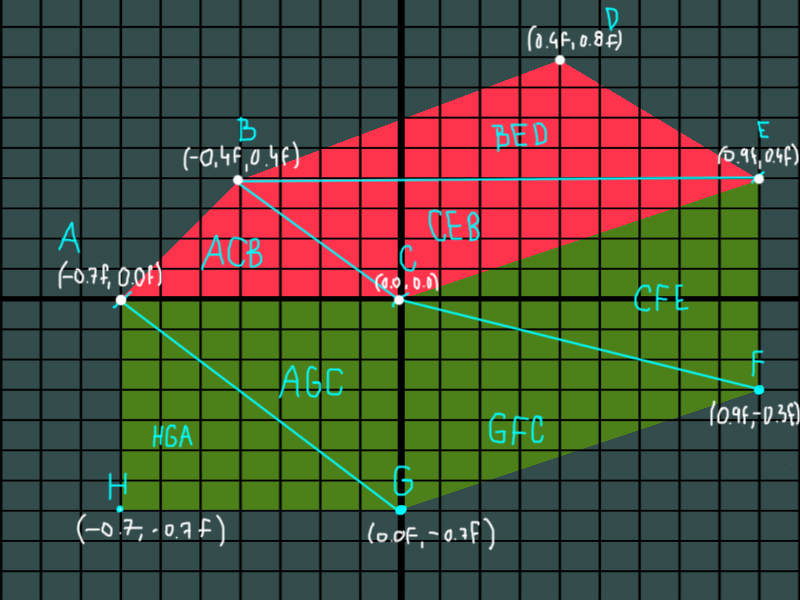 D
(0.4f, 0.8f)
B
E
BED
(-0,4f, 0.4f)
(0.9f, 0.4f)
A
ACB
CEB
C
(-0.7f, 0.0f)
(0.0, 0.0)
CFE
F
AGC
(0.9f, -0.3f)
HGA
GFC
H
G
(-0.7, -0.7f)
(0.0f, -0.7f)